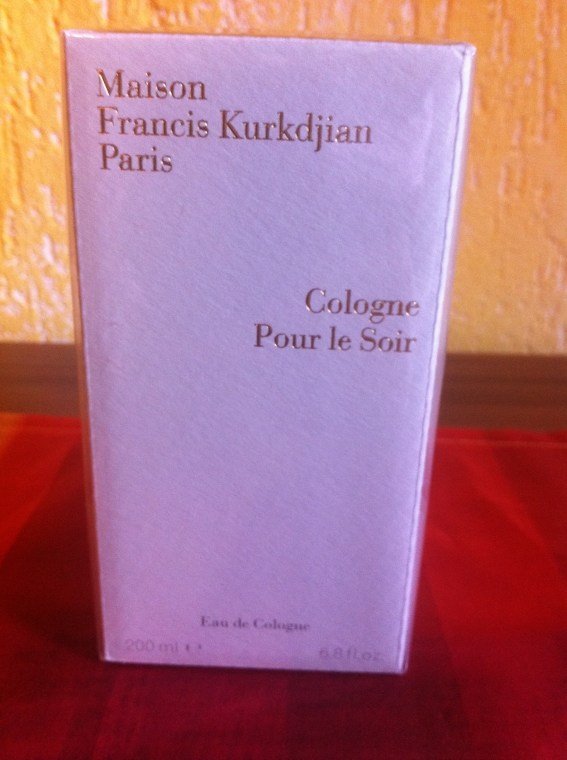 Maison
Francis Kurkdjian
Paris
Cologne
Pour le Soir
Eau de Cologne
200 ml ℮ 6.8 fl.oz.